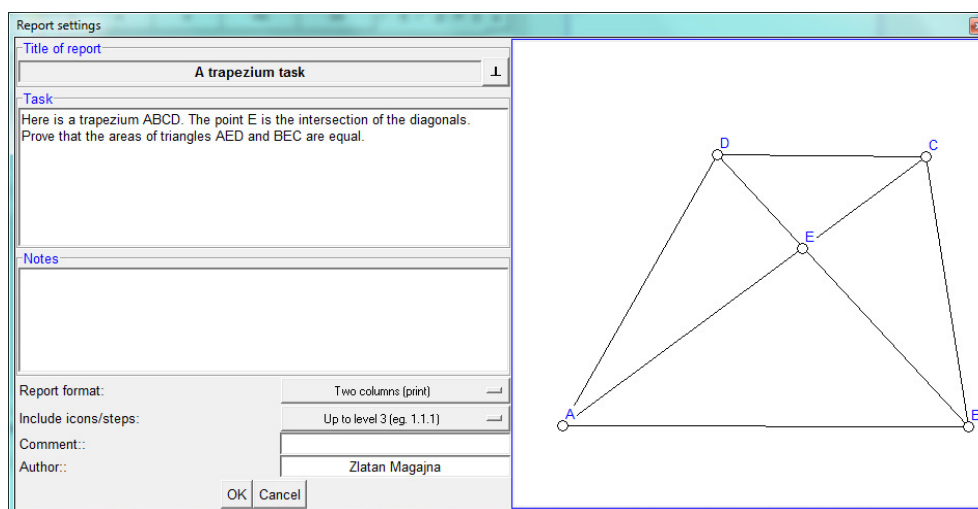 Report settings
Title of report
A trapezium task
Task
Here is a trapezium ABCD. The point E is the intersection of the diagonals.
Prove that the areas of triangles AED and BEC are equal.
Notes
Report format: Two columns (print)
Include icons/steps: Up to level 3 (eg. 1.1.1)
Comment::
Author:: Zlatan Magajna
OK Cancel
D C
E
A B